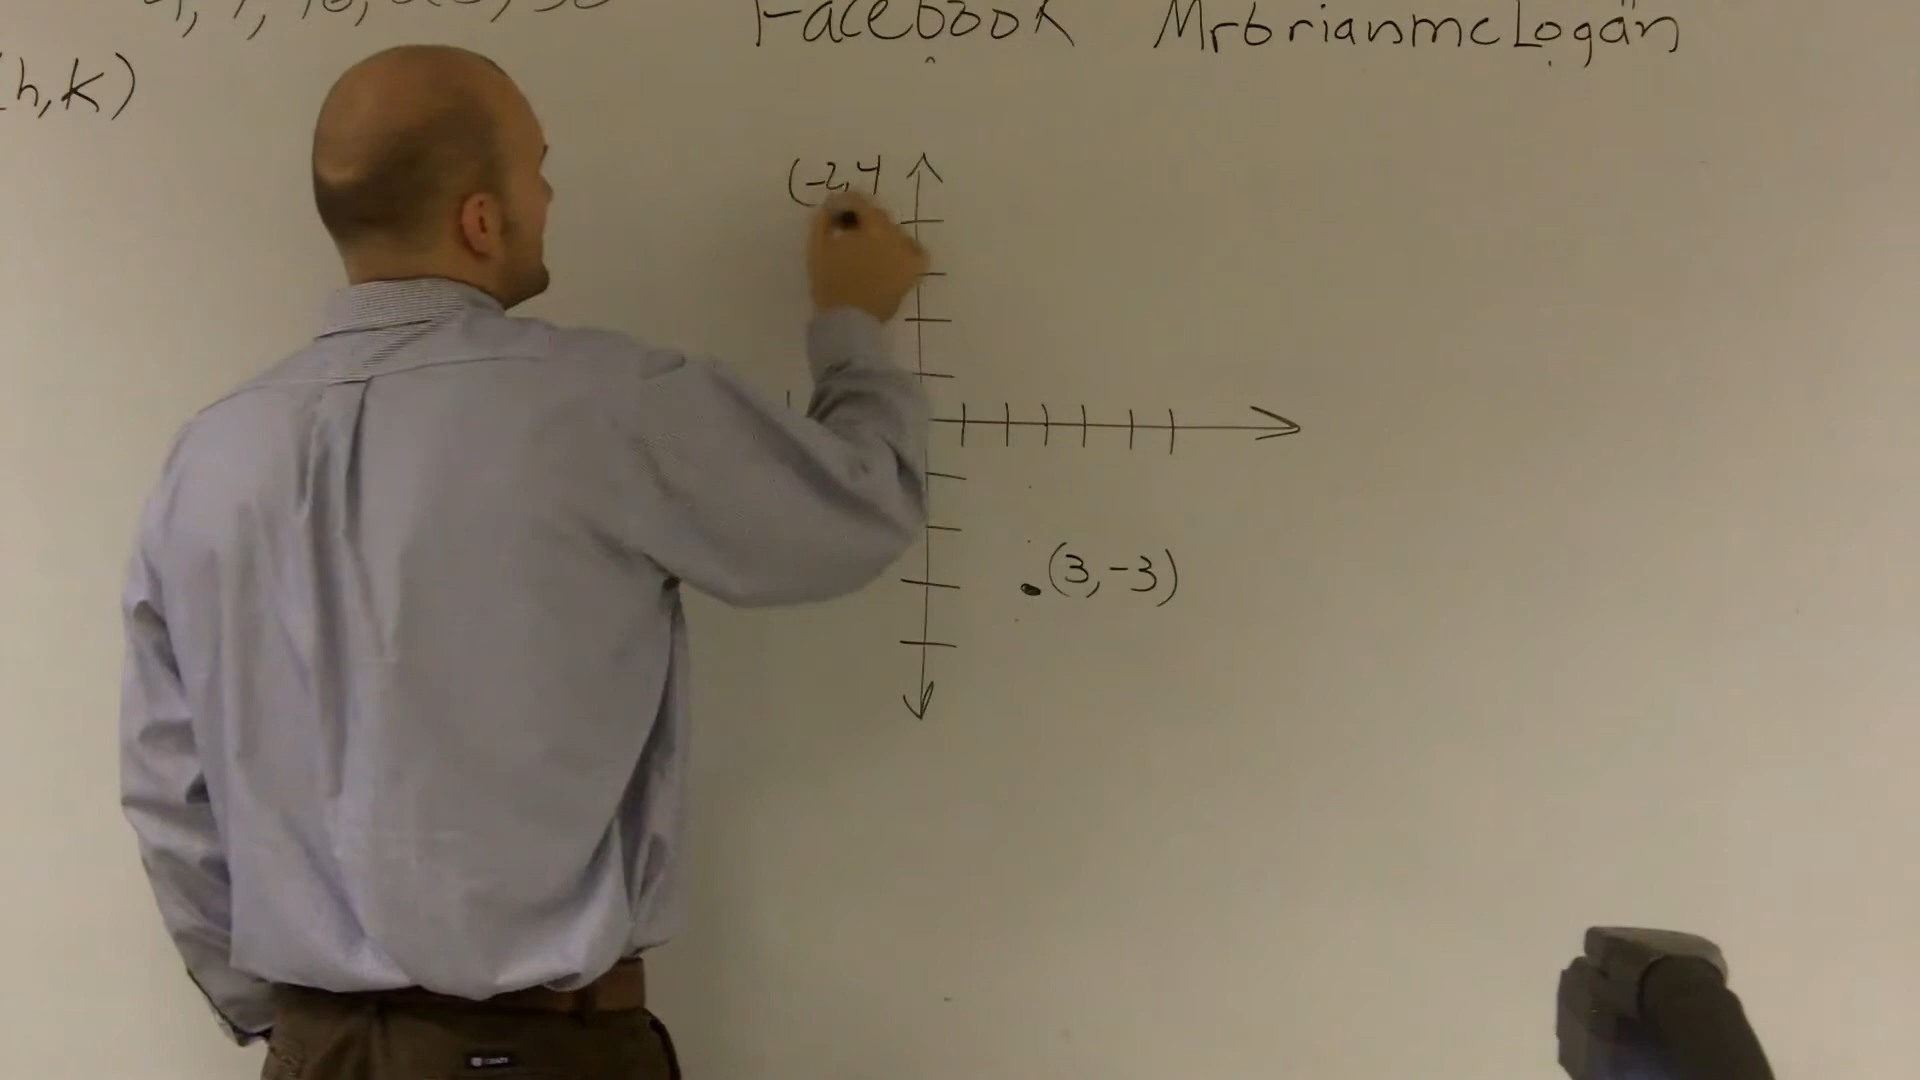 Facebook Mrbrianmclogan
(h,k)
(-2,4
(3,-3)